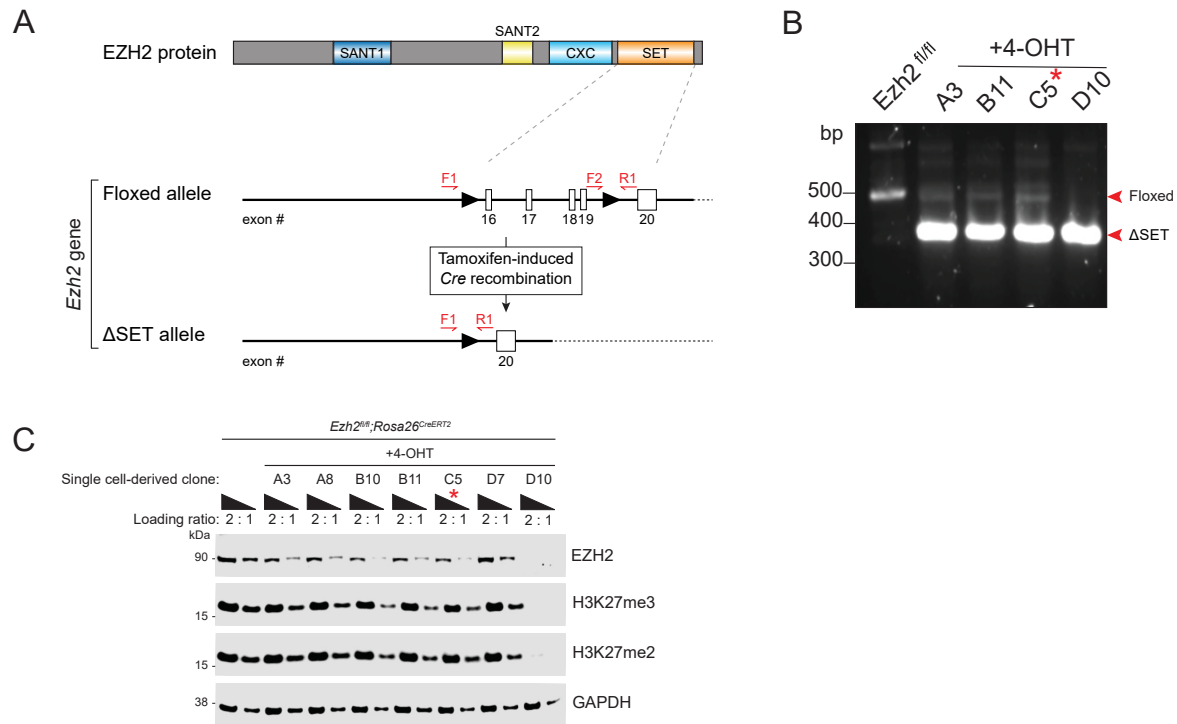 A
EZH2 protein
SANT1
SANT2
CXC
SET
Ezh2 gene
Floxed allele
F1
F2
R1
exon #
16
17
18
19
20
Tamoxifen-induced
Cre recombination
ΔSET allele
F1
R1
exon #
20
B
+4-OHT
Ezh2 fl/fl
A3
B11
C5*
D10
bp
500
400
300
Floxed
ΔSET
C
Ezh2fl/fl;Rosa26CreERT2
+4-OHT
Single cell-derived clone: A3 A8 B10 B11 C5 D7 D10
*
Loading ratio: 2 : 1 2 : 1 2 : 1 2 : 1 2 : 1 2 : 1 2 : 1 2 : 1
kDa
90 - EZH2
H3K27me3
15 -
H3K27me2
15 -
38 - GAPDH